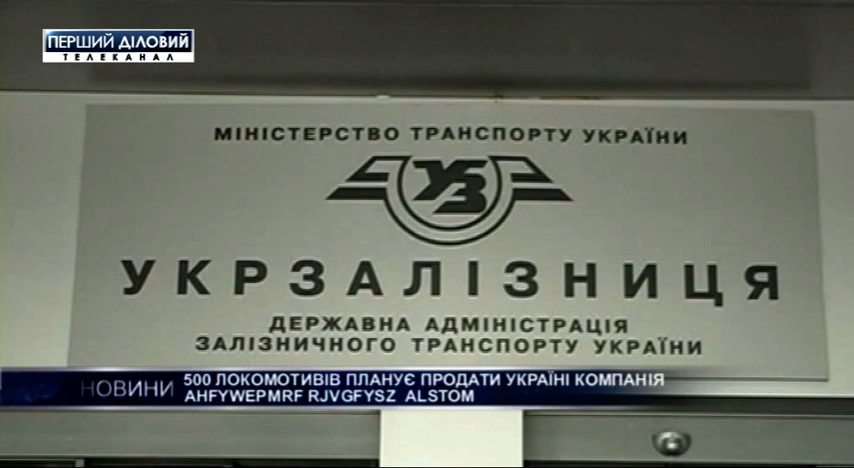 ПЕРШИЙ ДІЛОВИЙ
ТЕЛЕКАНАЛ
МІНІСТЕРСТВО ТРАНСПОРТУ УКРАЇНИ
УЗ
УКРЗАЛІЗНИЦЯ
ДЕРЖАВНА АДМІНІСТРАЦІЯ
ЗАЛІЗНИЧНОГО ТРАНСПОРТУ УКРАЇНИ
НОВИНИ
500 ЛОКОМОТИВІВ ПЛАНУЄ ПРОДАТИ УКРАЇНІ КОМПАНІЯ
AHFYWEPMRF RJVGFYSZ ALSTOM